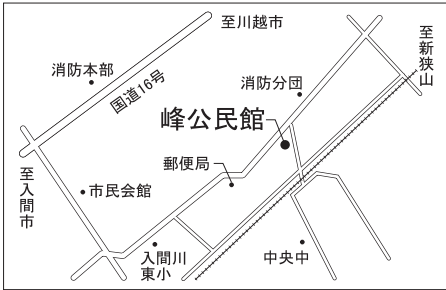 至川越市
至新狭山
消防本部
国道16号
消防分団
峰公民館
郵便局
至入間市
市民会館
入間川
東小
中央中